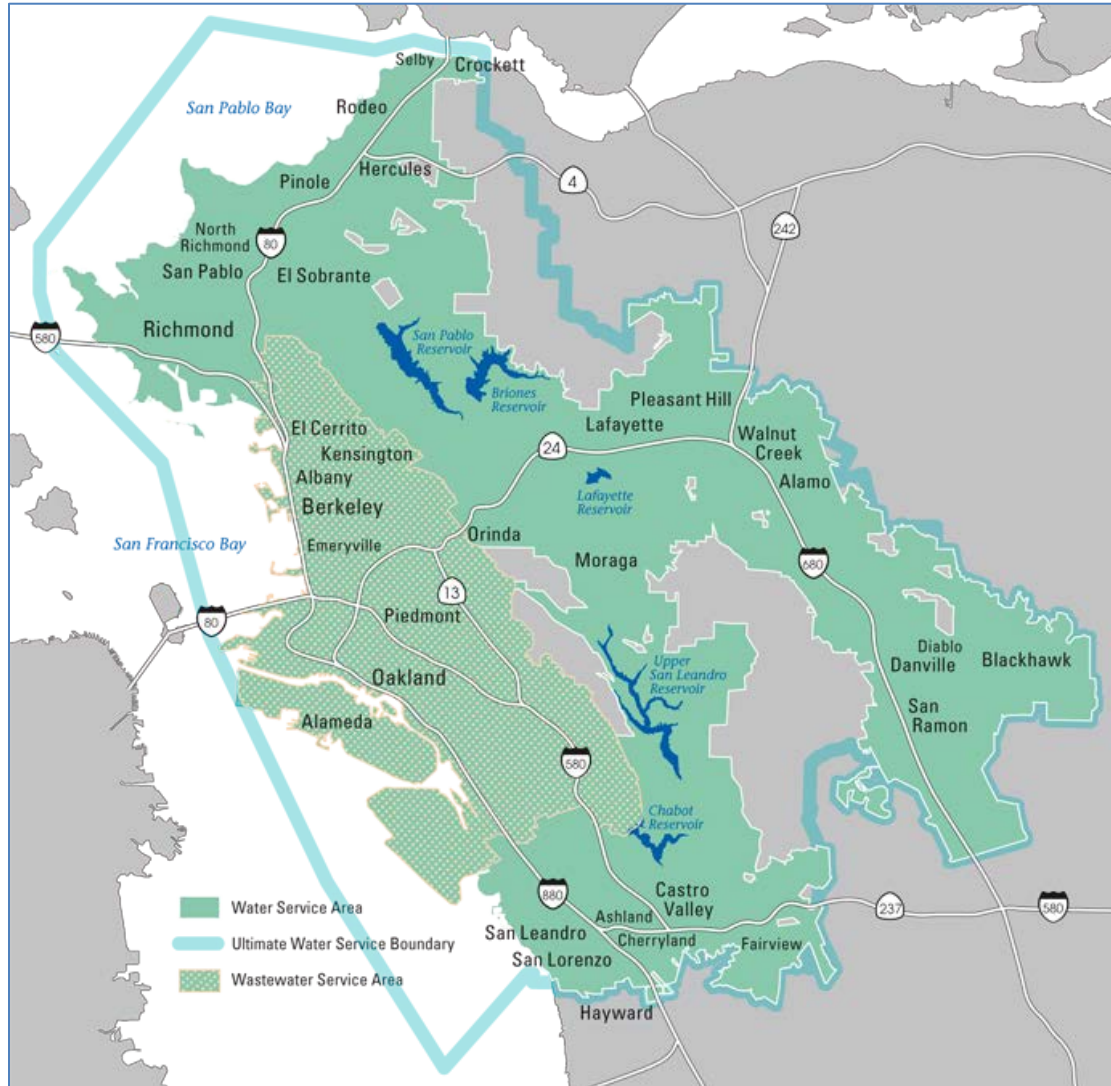 Selby
Crockett
San Pablo Bay
Rodeo
Hercules
4
Pinole
North
Richmond
80
242
San Pablo
El Sobrante
Richmond
580
San Pablo
Reservoir
Briones
Reservoir
Pleasant Hill
Lafayette
El Cerrito
Kensington
24
Walnut
Creek
Albany
Alamo
Berkeley
Lafayette
Reservoir
San Francisco Bay
Emeryville
Orinda
Moraga
680
13
80
Piedmont
Upper
San Leandro
Reservoir
Diablo
Danville
Blackhawk
Oakland
San
Ramon
Alameda
580
Chabot
Reservoir
880
Castro
Valley
237
580
Ashland
San Leandro
Cherryland
Fairview
San Lorenzo
Hayward
Water Service Area
Ultimate Water Service Boundary
Wastewater Service Area